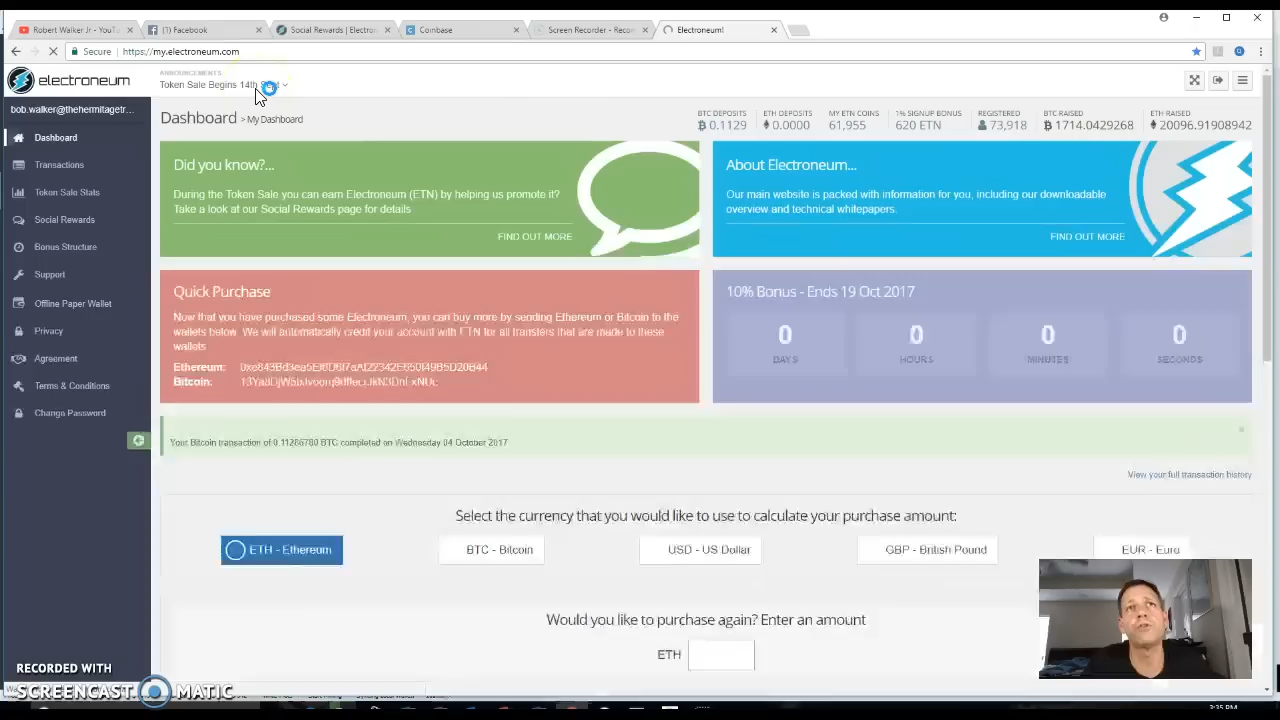 Robert Walker Jr - YouT
(1) Facebook
Social Rewards | Electron
Coinbase
Screen Recorder - Recor
Electroneum!
Secure | https://my.electroneum.com
electroneum
ANNOUNCEMENTS
Token Sale Begins 14th
bob.walker@thehermitagetr...
Dashboard
Transactions
Token Sale Stats
Social Rewards
Bonus Structure
Support
Offline Paper Wallet
Privacy
Agreement
Terms & Conditions
Change Password
Dashboard > My Dashboard
BTC DEPOSITS
0.1129
ETH DEPOSITS
0.0000
MY ETN COINS
61,955
1% SIGNUP BONUS
620 ETN
REGISTERED
73,918
BTC RAISED
1714.0429268
ETH RAISED
20096.91908942
Did you know?...
During the Token Sale you can earn Electroneum (ETN) by helping us promote it?
Take a look at our Social Rewards page for details
FIND OUT MORE
About Electroneum...
Our main website is packed with information for you, including our downloadable
overview and technical whitepapers.
FIND OUT MORE
Quick Purchase
Now that you have purchased some Electroneum, you can buy more by sending Ethereum or Bitcoin to the
wallets below. We will automatically credit your account with ETN for all transfers that are made to these
wallets
Ethereum:
Bitcoin:
10% Bonus - Ends 19 Oct 2017
0 0 0 0
DAYS HOURS MINUTES SECONDS
Your Bitcoin transaction of 0.11286780 BTC completed on Wednesday 04 October 2017
View your full transaction history
Select the currency that you would like to use to calculate your purchase amount:
ETH - Ethereum
BTC - Bitcoin
USD - US Dollar
GBP - British Pound
EUR - Euro
Would you like to purchase again? Enter an amount
ETH
RECORDED WITH
SCREENCAST MATIC
3:35 PM